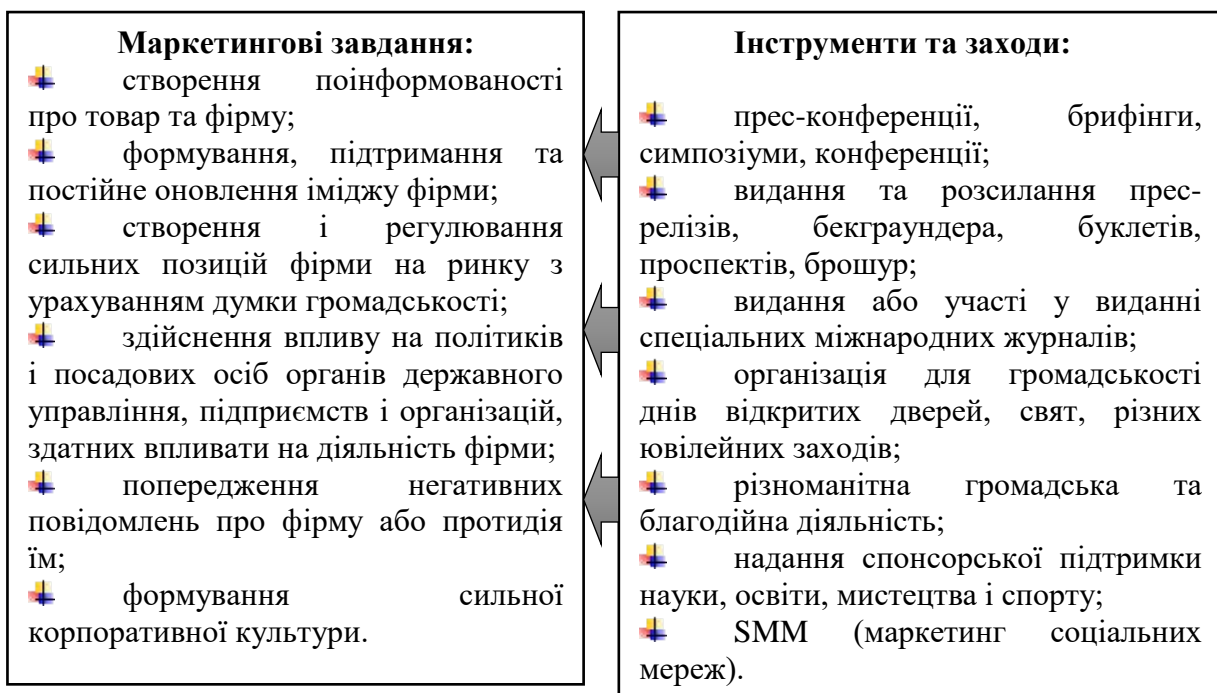 Маркетингові завдання:
створення поінформованості
про товар та фірму;
формування, підтримання та
постійне оновлення іміджу фірми;
створення і регулювання
сильних позицій фірми на ринку з
урахуванням думки громадськості;
здійснення впливу на політиків
і посадових осіб органів державного
управління, підприємств і організацій,
здатних впливати на діяльність фірми;
попередження негативних
повідомлень про фірму або протидія
їм;
формування сильної
корпоративної культури.
Інструменти та заходи:
прес-конференції, брифінги,
симпозіуми, конференції;
видання та розсилання прес-
релізів, бекграундера, буклетів,
проспектів, брошур;
видання або участі у виданні
спеціальних міжнародних журналів;
організація для громадськості
днів відкритих дверей, свят, різних
ювілейних заходів;
різноманітна громадська та
благодійна діяльність;
надання спонсорської підтримки
науки, освіти, мистецтва і спорту;
SMM (маркетинг соціальних
мереж).